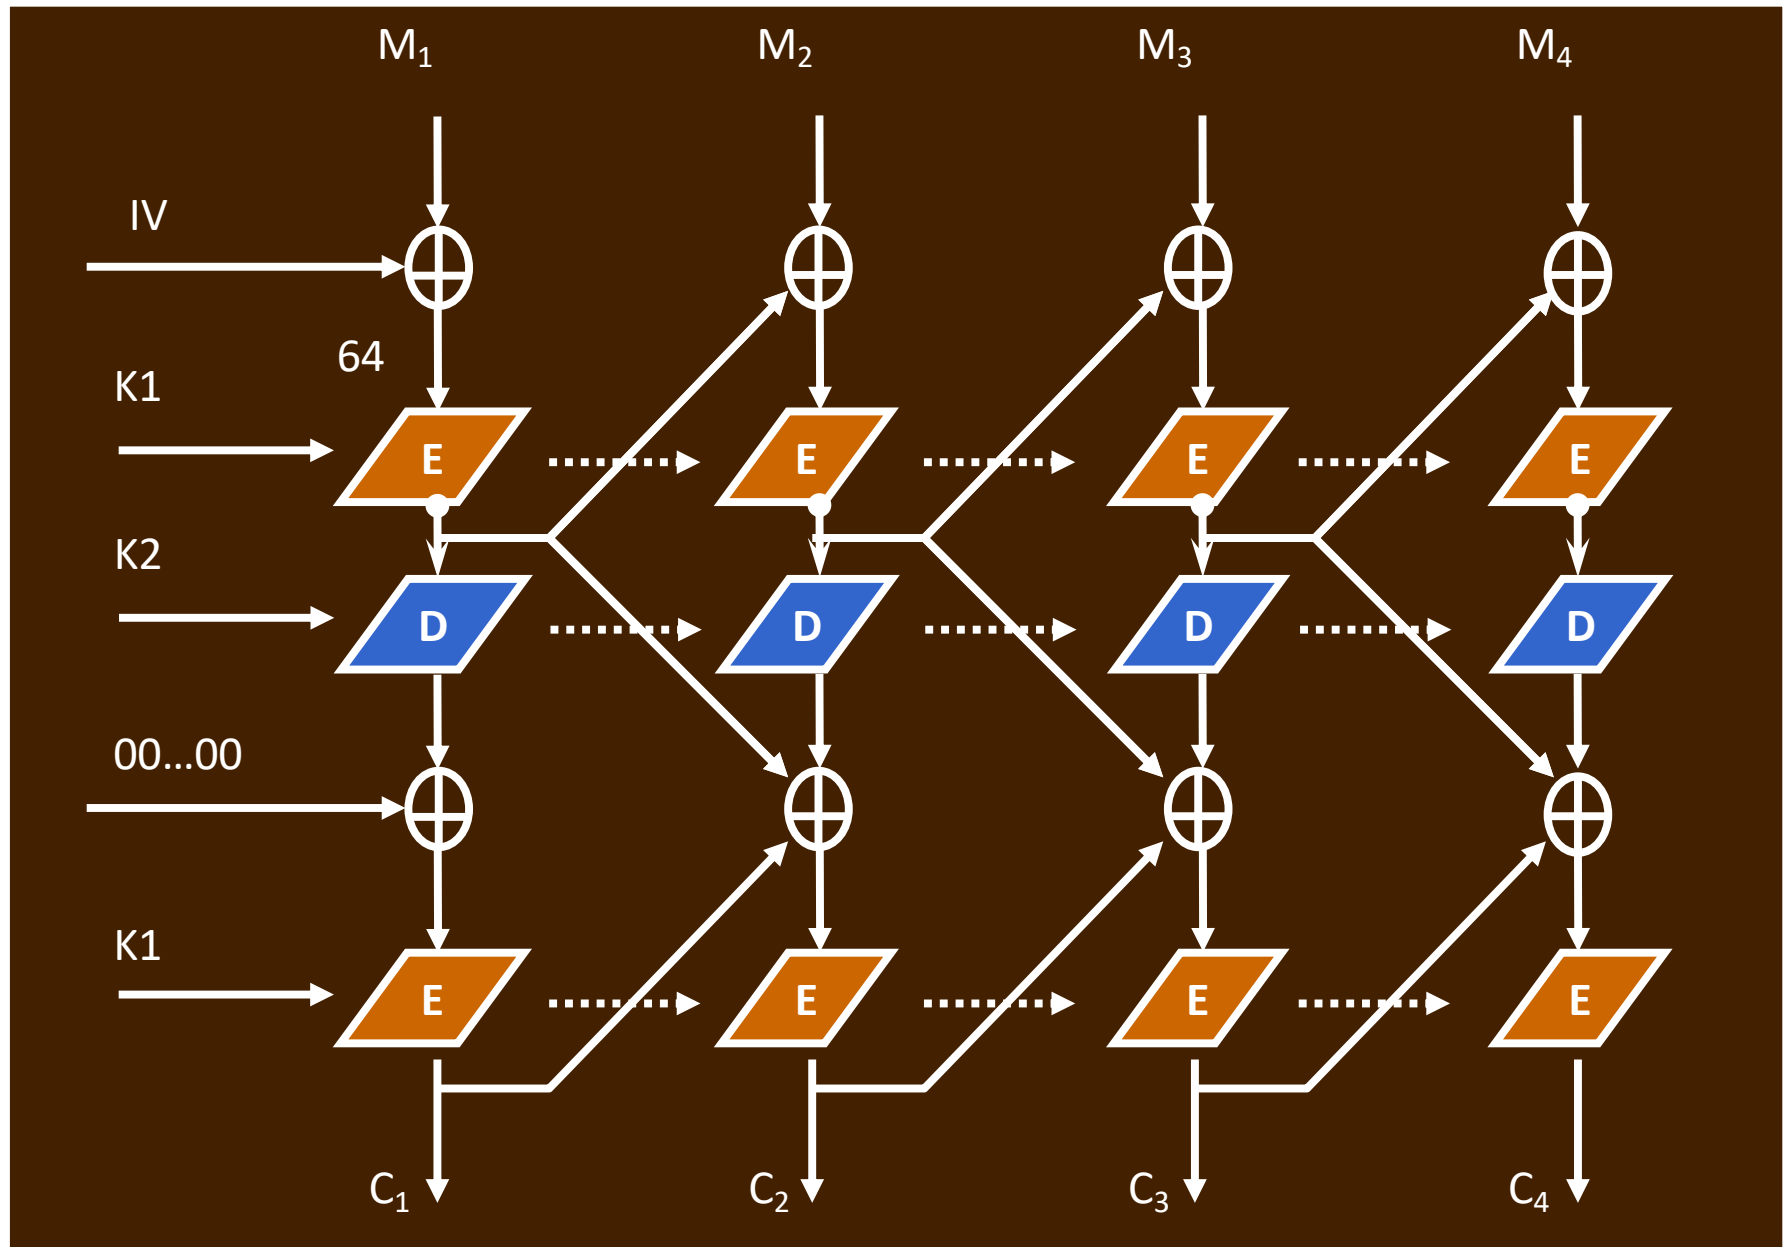 M₁ M₂ M₃ M₄
IV
64
K1
E E E E
K2
D D D D
00...00
K1
E E E E
C₁ C₂ C₃ C₄